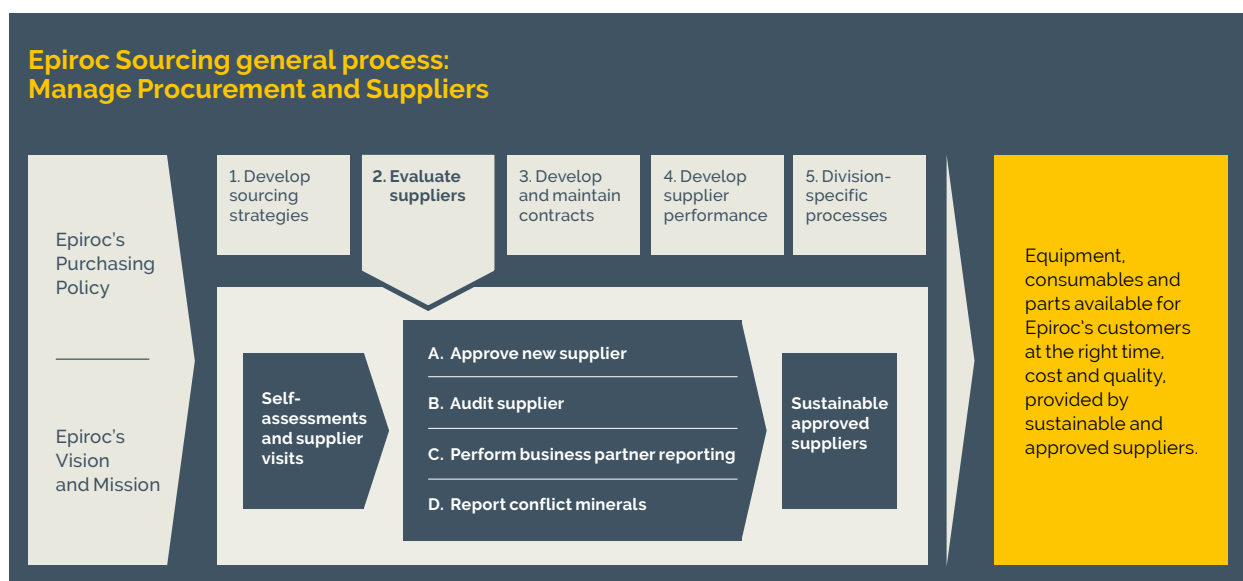 Epiroc Sourcing general process:
Manage Procurement and Suppliers
Epiroc’s
Purchasing
Policy
Epiroc’s
Vision
and Mission
1. Develop
sourcing
strategies
2. Evaluate
suppliers
3. Develop
and maintain
contracts
4. Develop
supplier
performance
5. Division-
specific
processes
Self-
assessments
and supplier
visits
A. Approve new supplier
B. Audit supplier
C. Perform business partner reporting
D. Report conflict minerals
Sustainable
approved
suppliers
Equipment,
consumables and
parts available for
Epiroc’s customers
at the right time,
cost and quality,
provided by
sustainable and
approved suppliers.